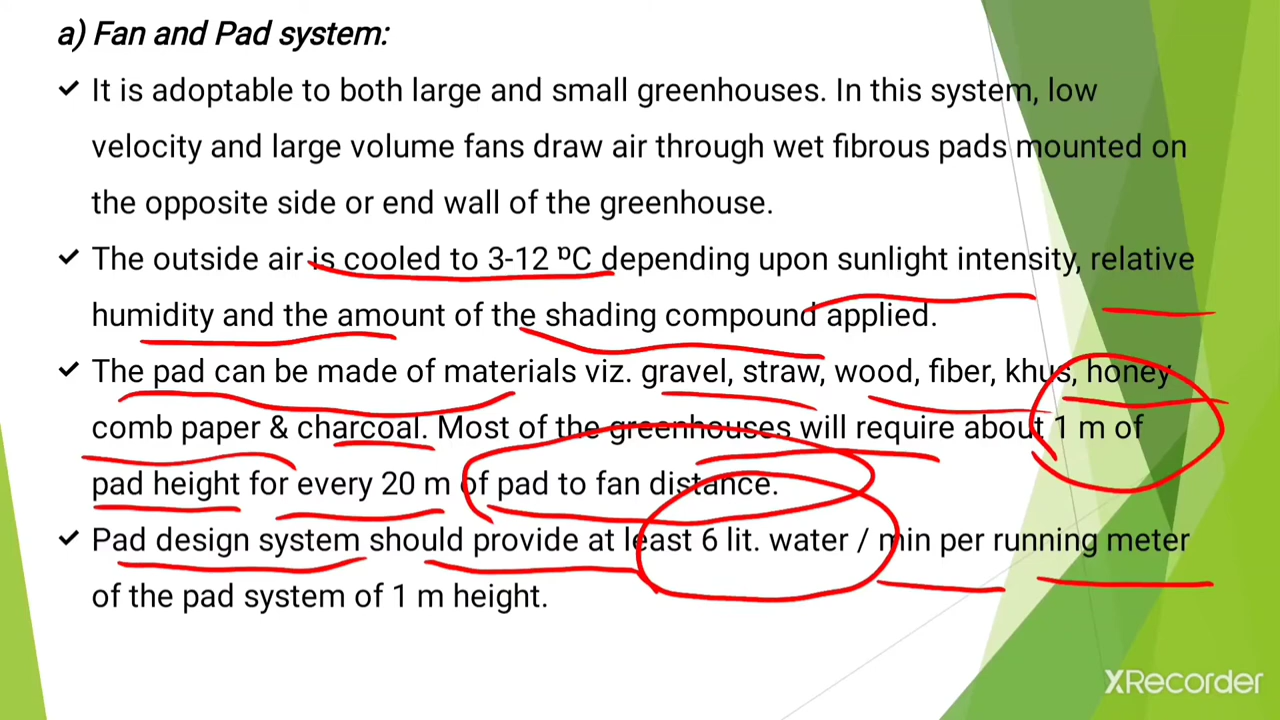 a) Fan and Pad system:
✓ It is adoptable to both large and small greenhouses. In this system, low
velocity and large volume fans draw air through wet fibrous pads mounted on
the opposite side or end wall of the greenhouse.
✓ The outside air is cooled to 3-12 ºC depending upon sunlight intensity, relative
humidity and the amount of the shading compound applied.
✓ The pad can be made of materials viz. gravel, straw, wood, fiber, khus, honey
comb paper & charcoal. Most of the greenhouses will require about 1 m of
pad height for every 20 m of pad to fan distance.
✓ Pad design system should provide at least 6 lit. water / min per running meter
of the pad system of 1 m height.
XRecorder